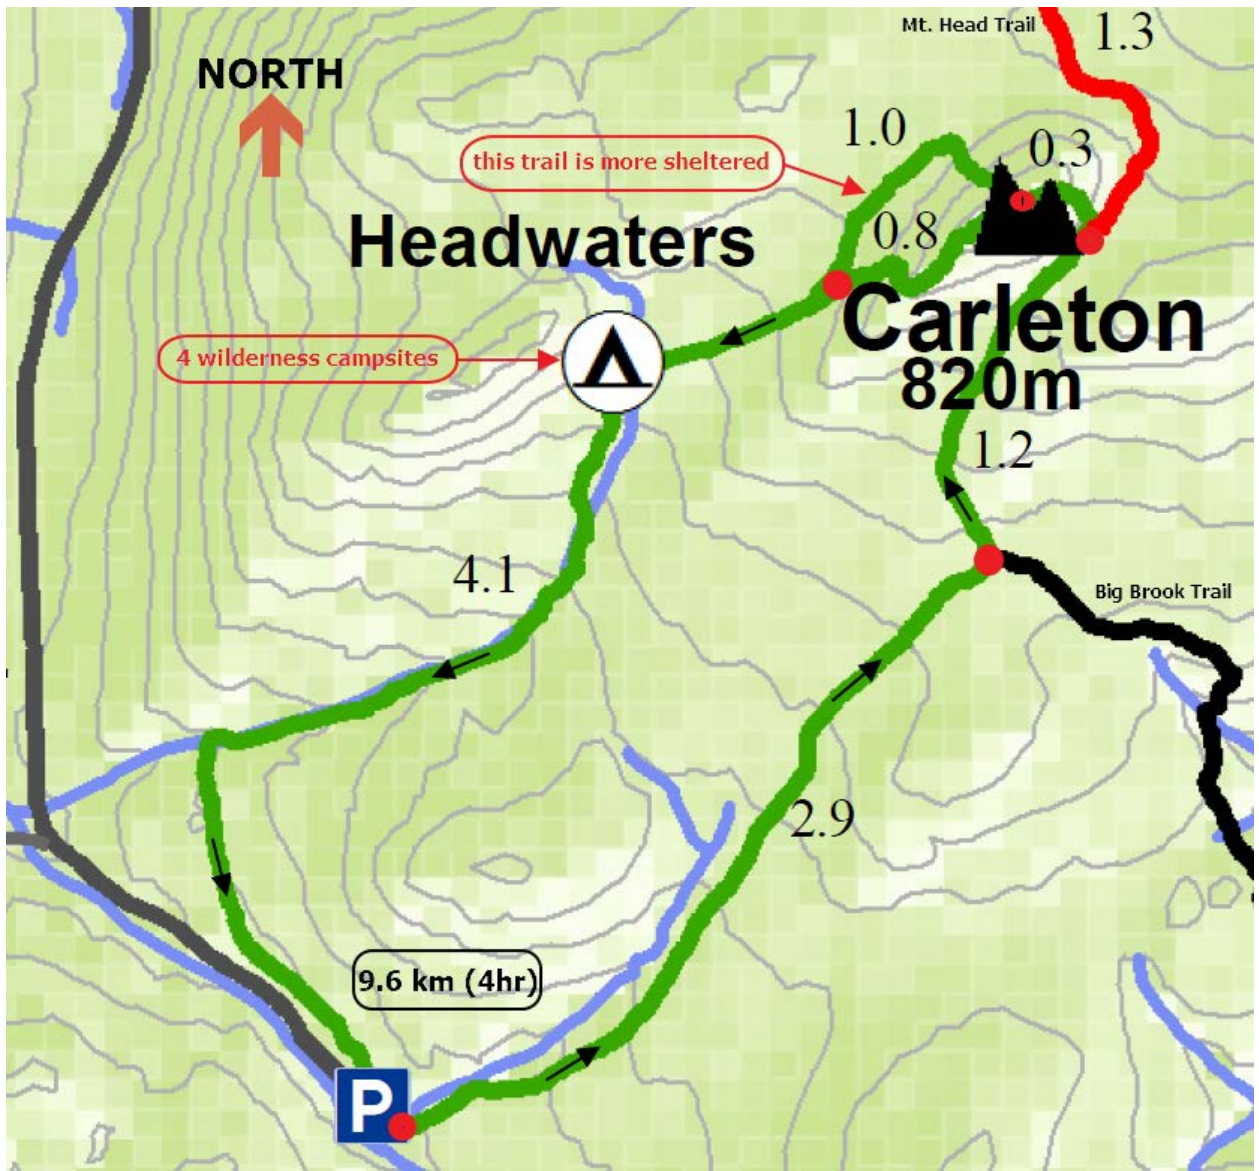 Mt. Head Trail
1.3
NORTH
1.0
0.3
this trail is more sheltered
Headwaters
0.8
Carleton
820m
4 wilderness campsites
1.2
4.1
Big Brook Trail
2.9
9.6 km (4hr)
P